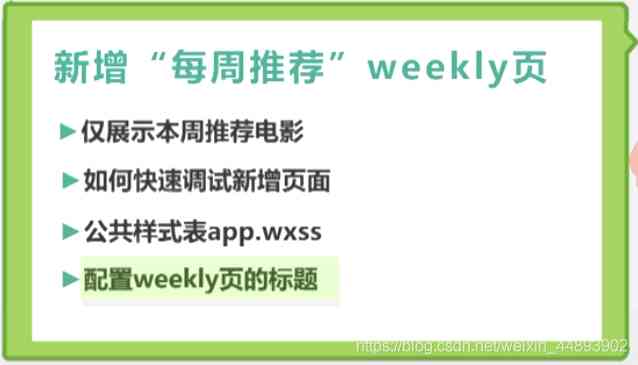 新增“每周推荐”weekly页
▶仅展示本周推荐电影
▶如何快速调试新增页面
▶公共样式表app.wxss
▶配置weekly页的标题
https://blog.csdn.net/weixin_44893902